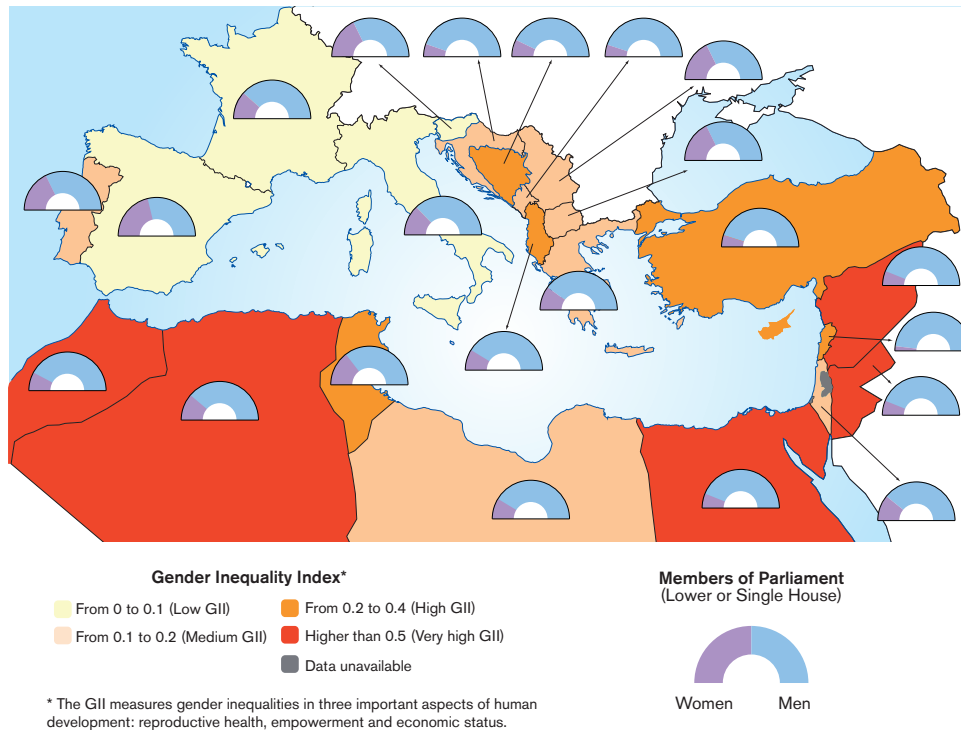 Gender Inequality Index*
From 0 to 0.1 (Low GII)
From 0.1 to 0.2 (Medium GII)
From 0.2 to 0.4 (High GII)
Higher than 0.5 (Very high GII)
Data unavailable
* The GII measures gender inequalities in three important aspects of human
development: reproductive health, empowerment and economic status.
Members of Parliament
(Lower or Single House)
Women Men